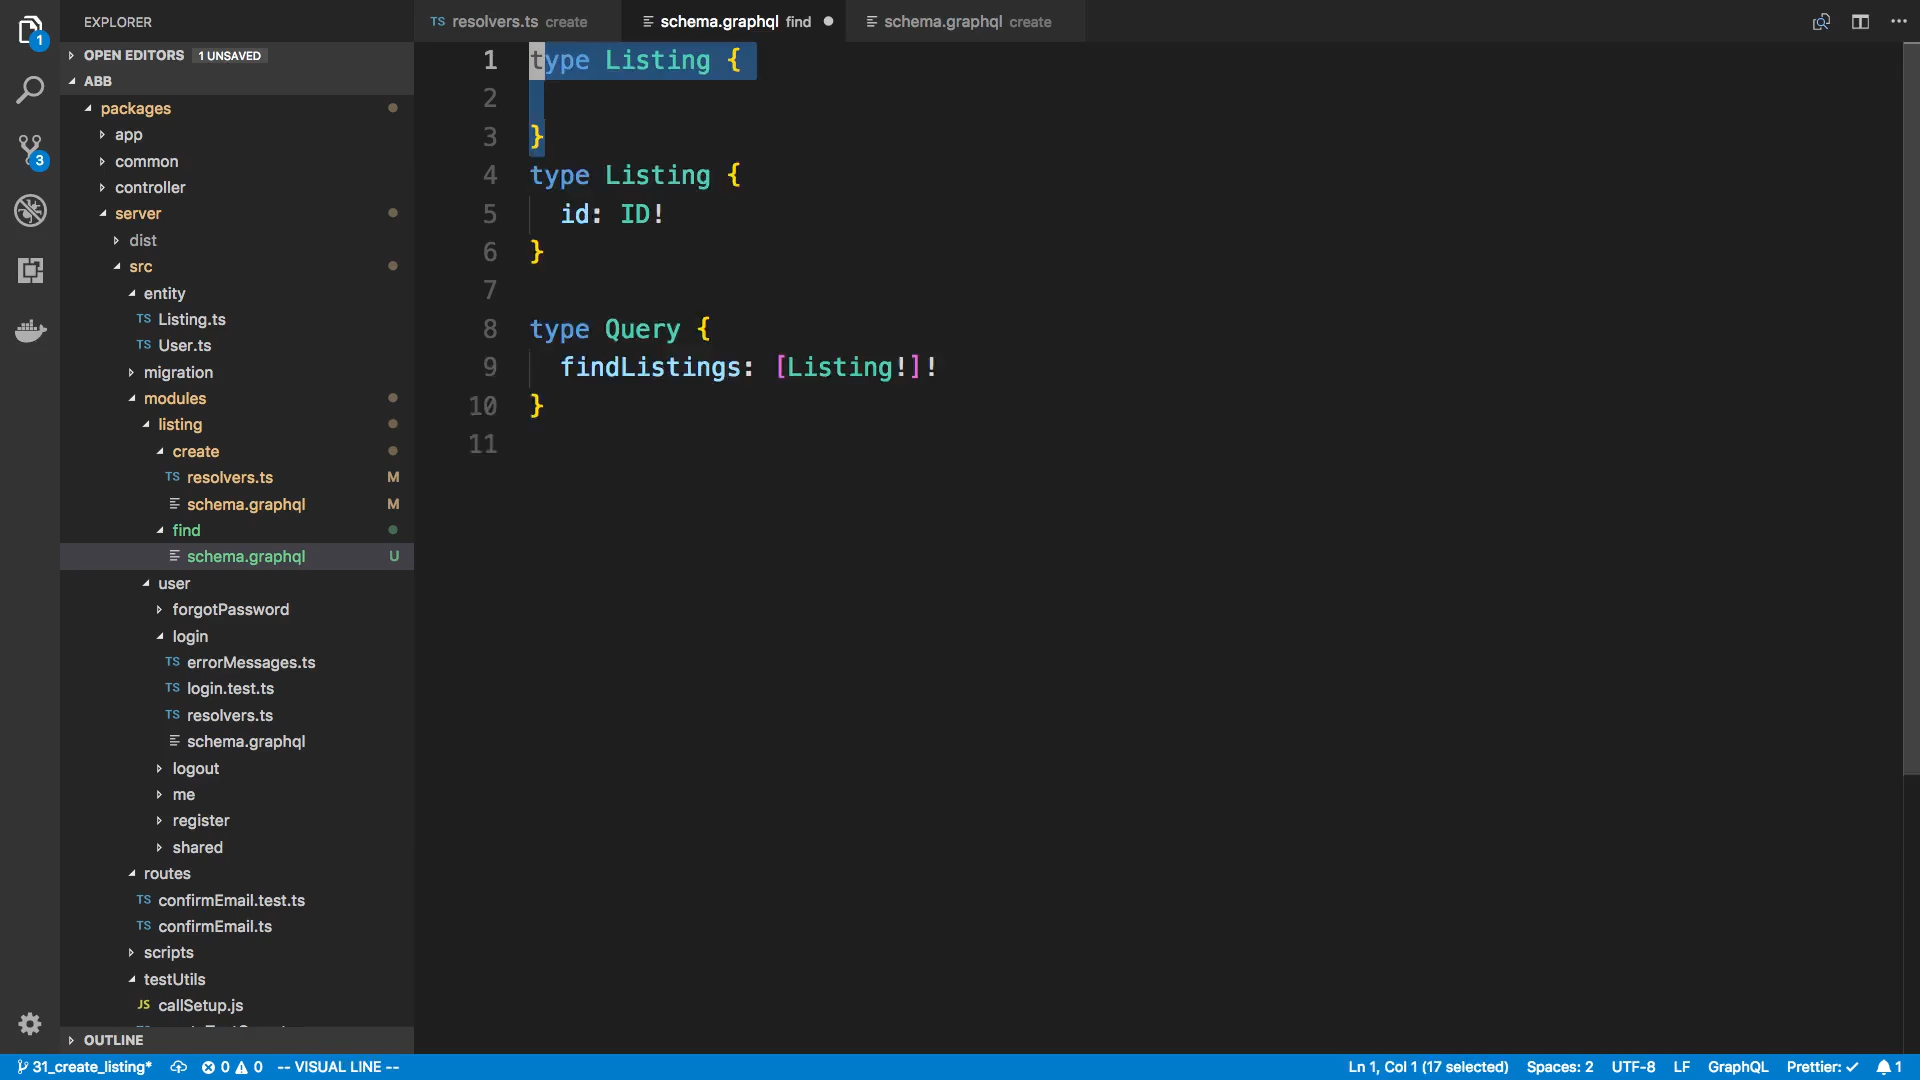 EXPLORER
TS resolvers.ts create
schema.graphql find
schema.graphql create
OPEN EDITORS 1 UNSAVED
ABB
packages
app
common
controller
server
dist
src
entity
TS Listing.ts
TS User.ts
migration
modules
listing
create
TS resolvers.ts M
schema.graphql M
find
schema.graphql U
user
forgotPassword
login
TS errorMessages.ts
TS login.test.ts
TS resolvers.ts
schema.graphql
logout
me
register
shared
routes
TS confirmEmail.test.ts
TS confirmEmail.ts
scripts
testUtils
JS callSetup.js
OUTLINE
1
3
1 type Listing {
2
3 }
4 type Listing {
5 id: ID!
6 }
7
8 type Query {
9 findListings: [Listing!]!
10 }
11
31_create_listing* 0 0 -- VISUAL LINE --
Ln 1, Col 1 (17 selected) Spaces: 2 UTF-8 LF GraphQL Prettier: ✓ 1